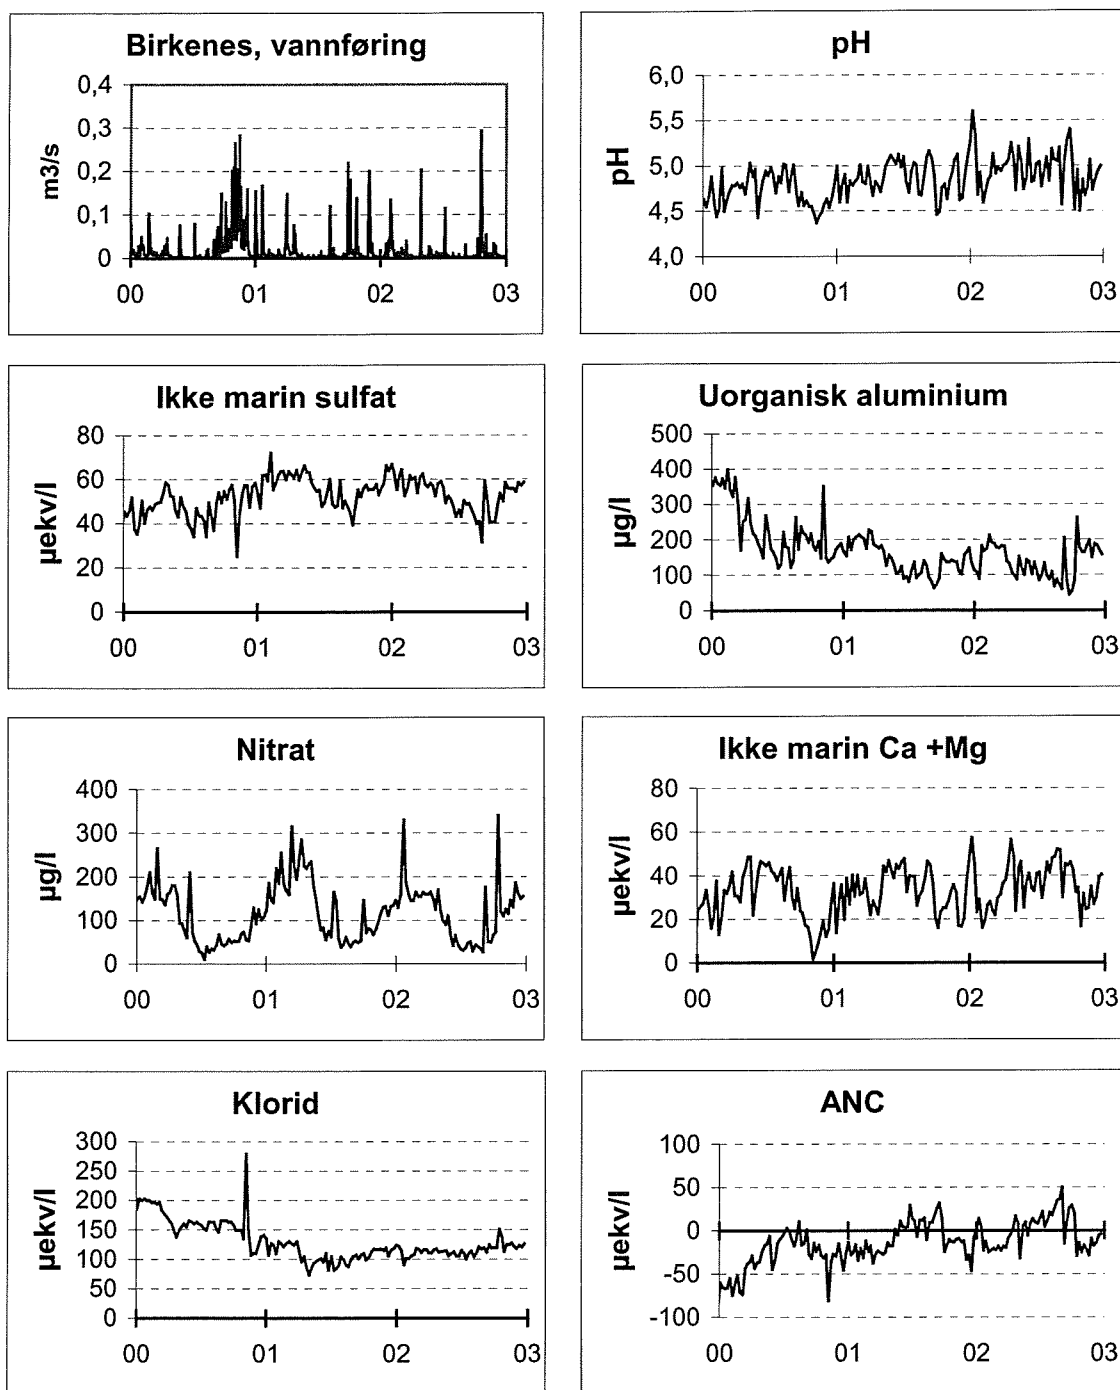 Birkenes, vannføring
m3/s
0,4
0,3
0,2
0,1
0
00 01 02 03
pH
pH
6,0
5,5
5,0
4,5
4,0
00 01 02 03
Ikke marin sulfat
µekv/l
80
60
40
20
0
00 01 02 03
Uorganisk aluminium
µg/l
500
400
300
200
100
0
00 01 02 03
Nitrat
µg/l
400
300
200
100
0
00 01 02 03
Ikke marin Ca +Mg
µekv/l
80
60
40
20
0
00 01 02 03
Klorid
µekv/l
300
250
200
150
100
50
0
00 01 02 03
ANC
µekv/l
100
50
0
-50
-100
00 01 02 03